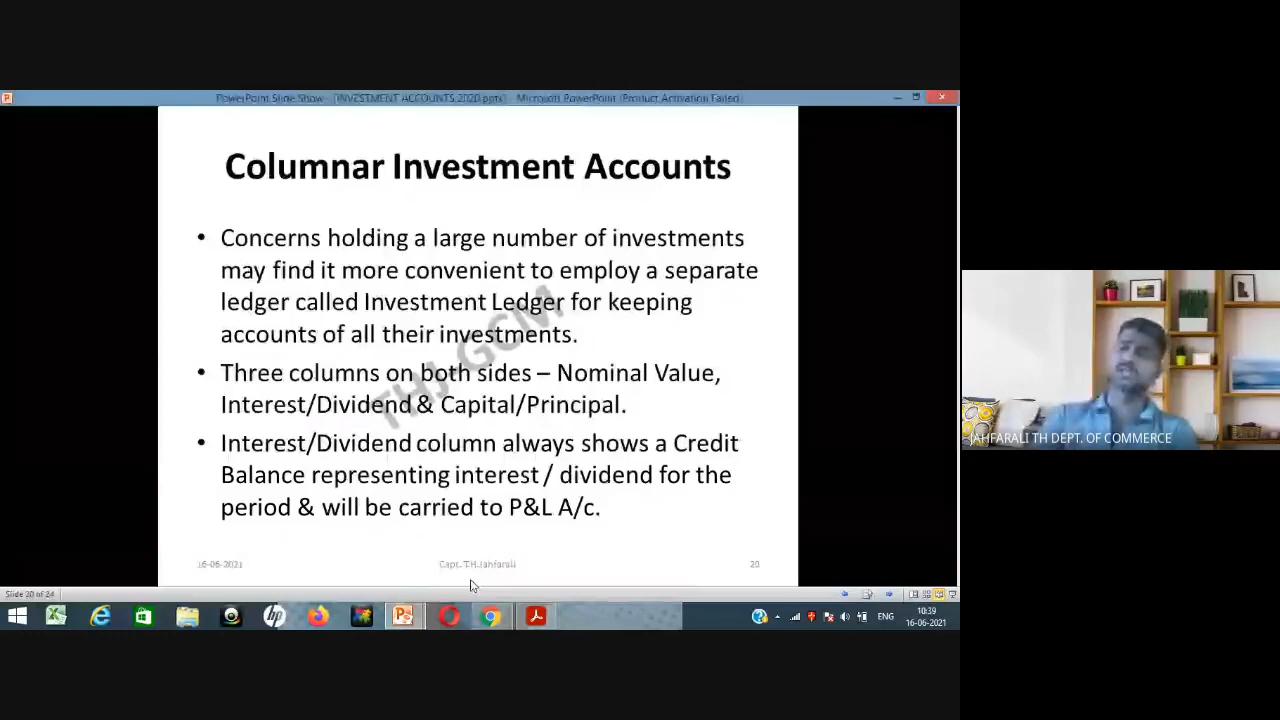 PowerPoint Slide Show - [INVESTMENT ACCOUNTS 2020.pptx] - Microsoft PowerPoint (Product Activation Failed)
Columnar Investment Accounts
• Concerns holding a large number of investments
may find it more convenient to employ a separate
ledger called Investment Ledger for keeping
accounts of all their investments.
• Three columns on both sides – Nominal Value,
Interest/Dividend & Capital/Principal.
• Interest/Dividend column always shows a Credit
Balance representing interest / dividend for the
period & will be carried to P&L A/c.
THJ-GCM
16-06-2021
Capt. T.H.Jahfarali
20
JAHFARALI TH DEPT. OF COMMERCE
Slide 20 of 24
ENG
10:39
16-06-2021